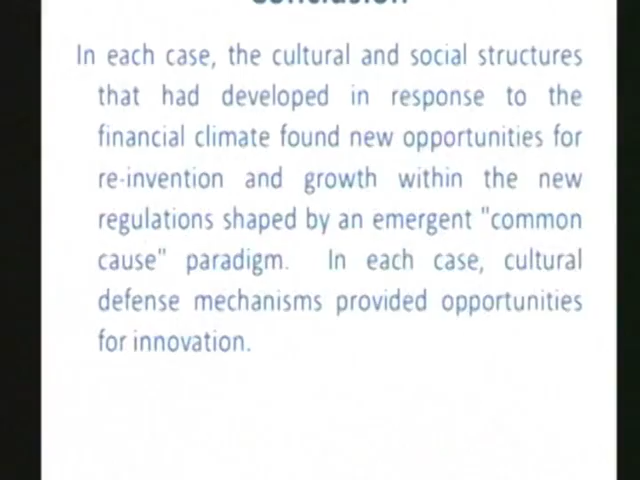 Conclusion
In each case, the cultural and social structures
that had developed in response to the
financial climate found new opportunities for
re-invention and growth within the new
regulations shaped by an emergent "common
cause" paradigm. In each case, cultural
defense mechanisms provided opportunities
for innovation.